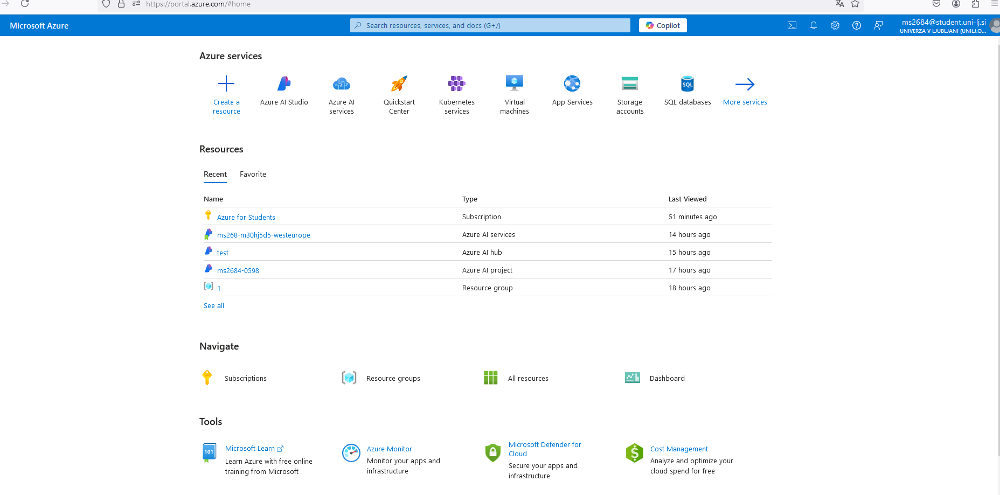 https://portal.azure.com/#home
Microsoft Azure
Search resources, services, and docs (G+/)
Copilot
ms2684@student.uni-lj.si
UNIVERZA V LJUBLJANI (UNILJ.O...
Azure services
Create a resource
Azure AI Studio
Azure AI services
Quickstart Center
Kubernetes services
Virtual machines
App Services
Storage accounts
SQL
SQL databases
More services
Resources
Recent Favorite
Name Type Last Viewed
Azure for Students Subscription 51 minutes ago
ms268-m30hj5d5-westeurope Azure AI services 14 hours ago
test Azure AI hub 15 hours ago
ms2684-0598 Azure AI project 17 hours ago
1 Resource group 18 hours ago
See all
Navigate
Subscriptions
Resource groups
All resources
Dashboard
Tools
101
Microsoft Learn
Learn Azure with free online
training from Microsoft
Azure Monitor
Monitor your apps and
infrastructure
Microsoft Defender for
Cloud
Secure your apps and
infrastructure
Cost Management
Analyze and optimize your
cloud spend for free